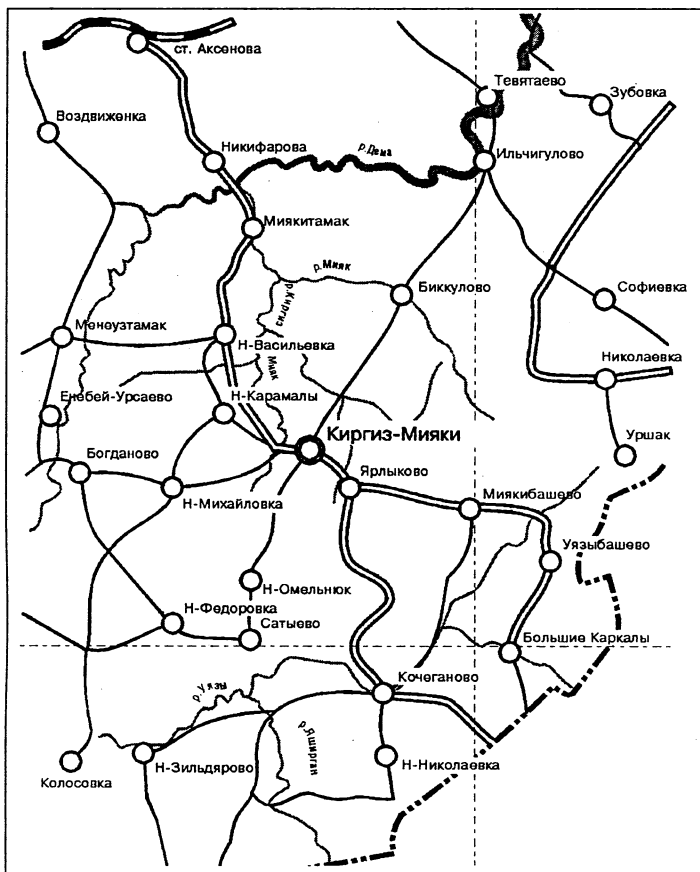 ст. Аксенова
Тевятаево
Зубовка
Воздвиженка
Никифарова
р.Дема
Ильчигулово
Миякитамак
р.Мияк
р.Киргиз
Мияк
Биккулово
Софиевка
Менеузтамак
Н-Васильевка
Николаевка
Енебей-Урсаево
Н-Карамалы
Киргиз-Мияки
Уршак
Богданово
Ярлыково
Н-Михайловка
Миякибашево
Уязыбашево
Н-Омельнюк
Н-Федоровка
Сатыево
Большие Каркалы
р.Уязы
Кочеганово
р.Яширган
Н-Николаевка
Колосовка
Н-Зильдярово